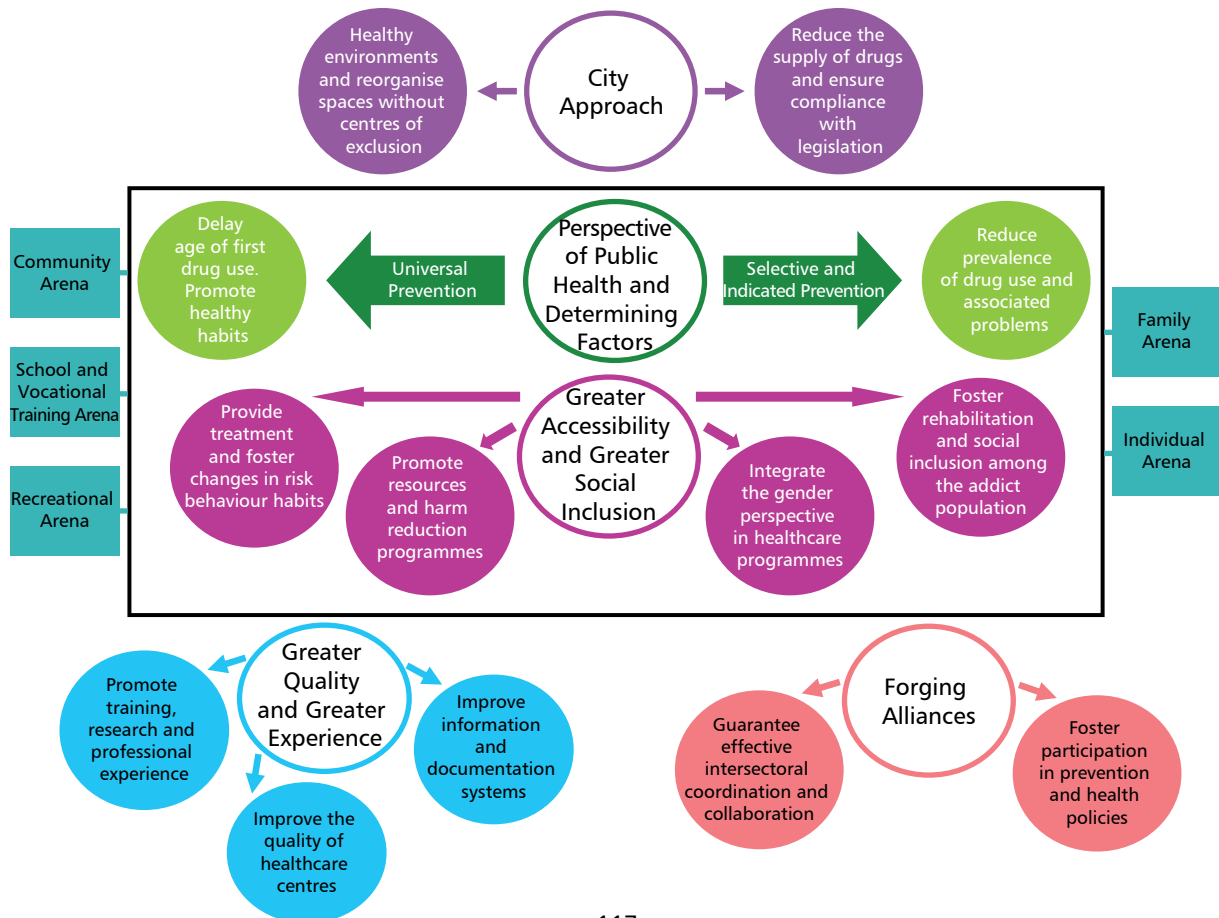 Healthy
environments
and reorganise
spaces without
centres of
exclusion
City
Approach
Reduce the
supply of drugs
and ensure
compliance
with
legislation
Community
Arena
School and
Vocational
Training Arena
Recreational
Arena
Delay
age of first
drug use.
Promote
healthy
habits
Universal
Prevention
Perspective
of Public
Health and
Determining
Factors
Selective and
Indicated Prevention
Reduce
prevalence
of drug use and
associated
problems
Family
Arena
Individual
Arena
Provide
treatment
and foster
changes in risk
behaviour habits
Promote
resources
and harm
reduction
programmes
Greater
Accessibility
and Greater
Social
Inclusion
Integrate
the gender
perspective
in healthcare
programmes
Foster
rehabilitation
and social
inclusion among
the addict
population
Promote
training,
research and
professional
experience
Greater
Quality
and Greater
Experience
Improve the
quality of
healthcare
centres
Improve
information
and
documentation
systems
Guarantee
effective
intersectoral
coordination and
collaboration
Forging
Alliances
Foster
participation
in prevention
and health
policies